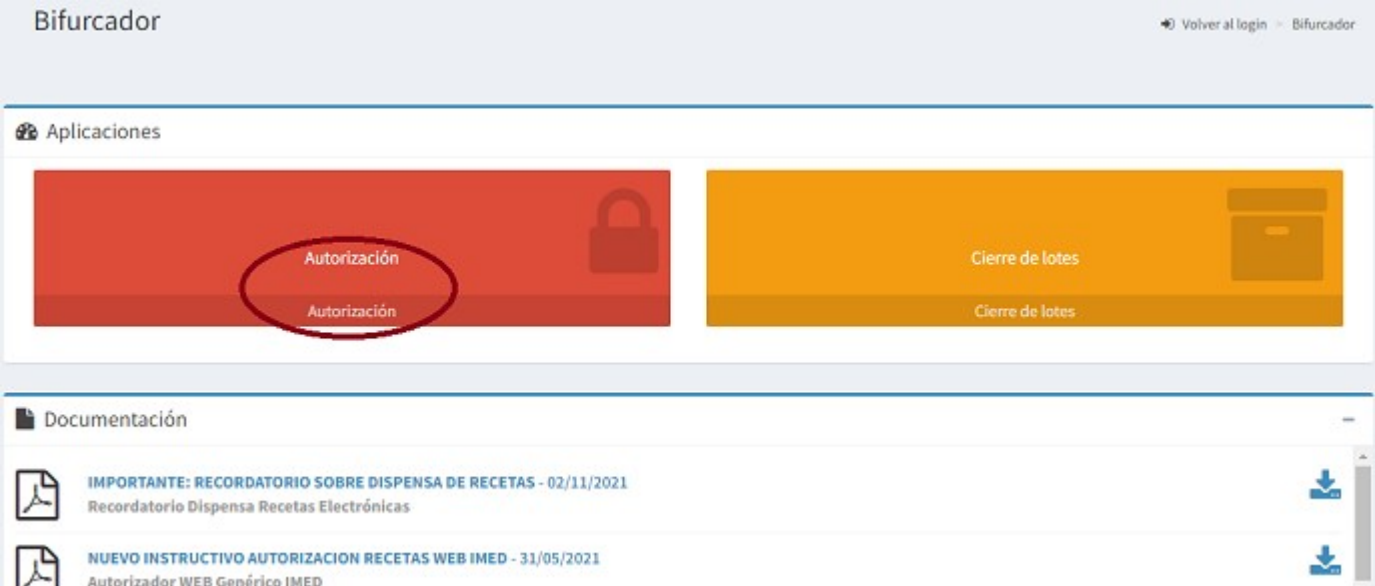 Bifurcador
Volver al login > Bifurcador
Aplicaciones
Autorización
Autorización
Cierre de lotes
Cierre de lotes
Documentación
IMPORTANTE: RECORDATORIO SOBRE DISPENSA DE RECETAS - 02/11/2021
Recordatorio Dispensa Recetas Electrónicas
NUEVO INSTRUCTIVO AUTORIZACION RECETAS WEB IMED - 31/05/2021
Autorizador WEB Genérico IMED